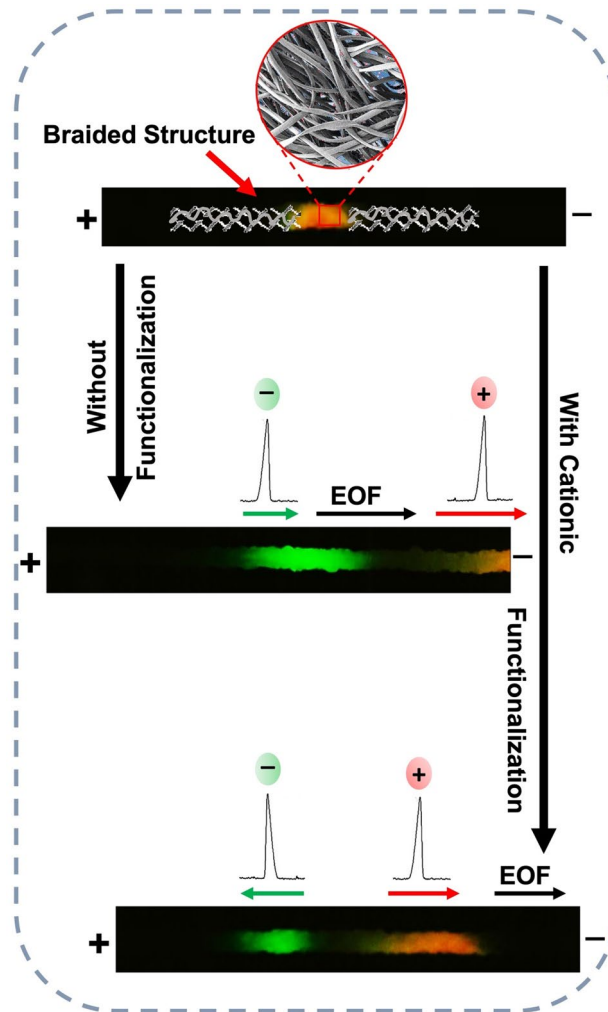 Braided Structure
+
−
Without
Functionalization
−
+
EOF
+
−
With Cationic
Functionalization
−
+
EOF
+
−